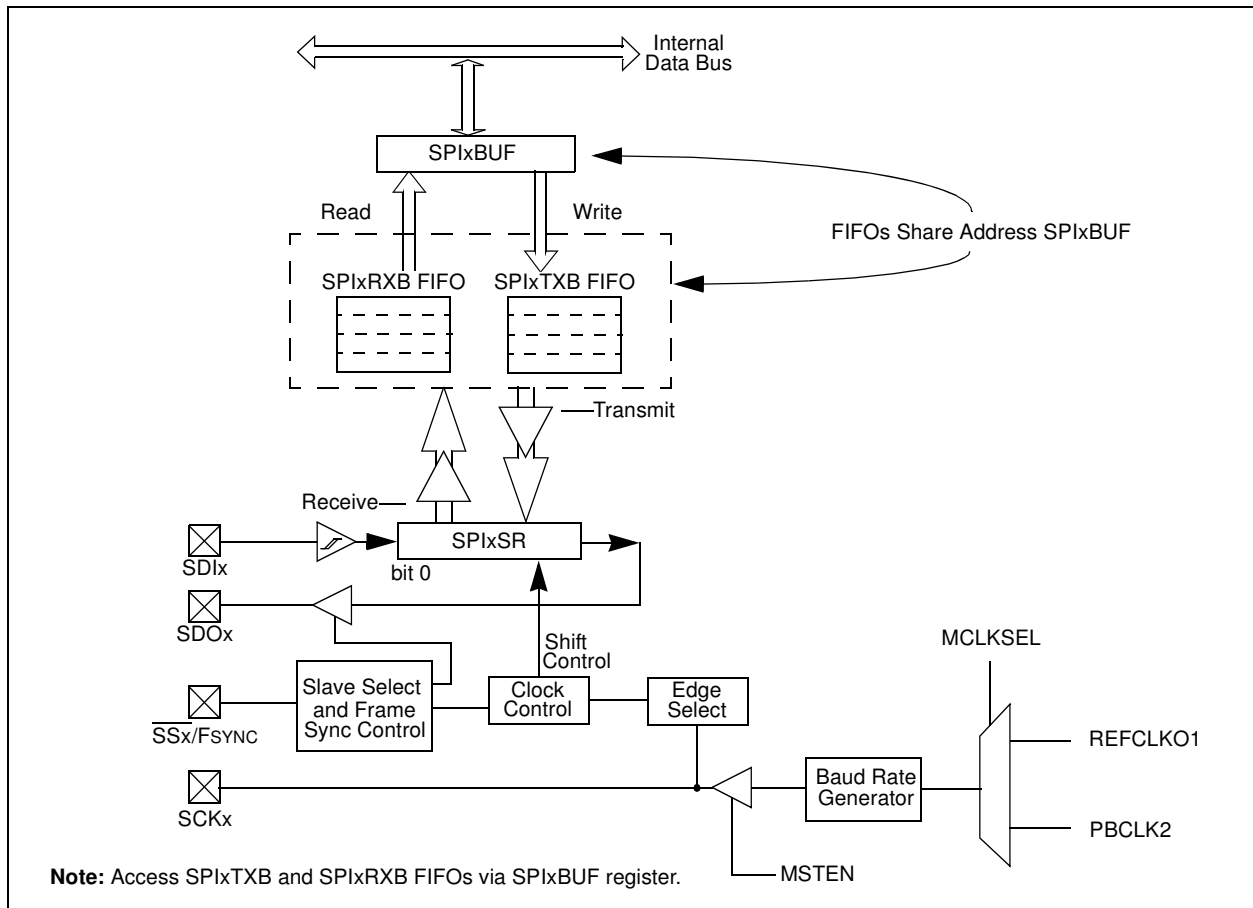 Internal
Data Bus
SPIxBUF
Read
Write
FIFOs Share Address SPIxBUF
SPIxRXB FIFO
SPIxTXB FIFO
Transmit
Receive
SPIxSR
SDIx
bit 0
SDOx
Shift
Control
MCLKSEL
Slave Select
and Frame
Sync Control
Clock
Control
Edge
Select
SSx/FSYNC
REFCLKO1
Baud Rate
Generator
SCKx
PBCLK2
MSTEN
Note: Access SPIxTXB and SPIxRXB FIFOs via SPIxBUF register.